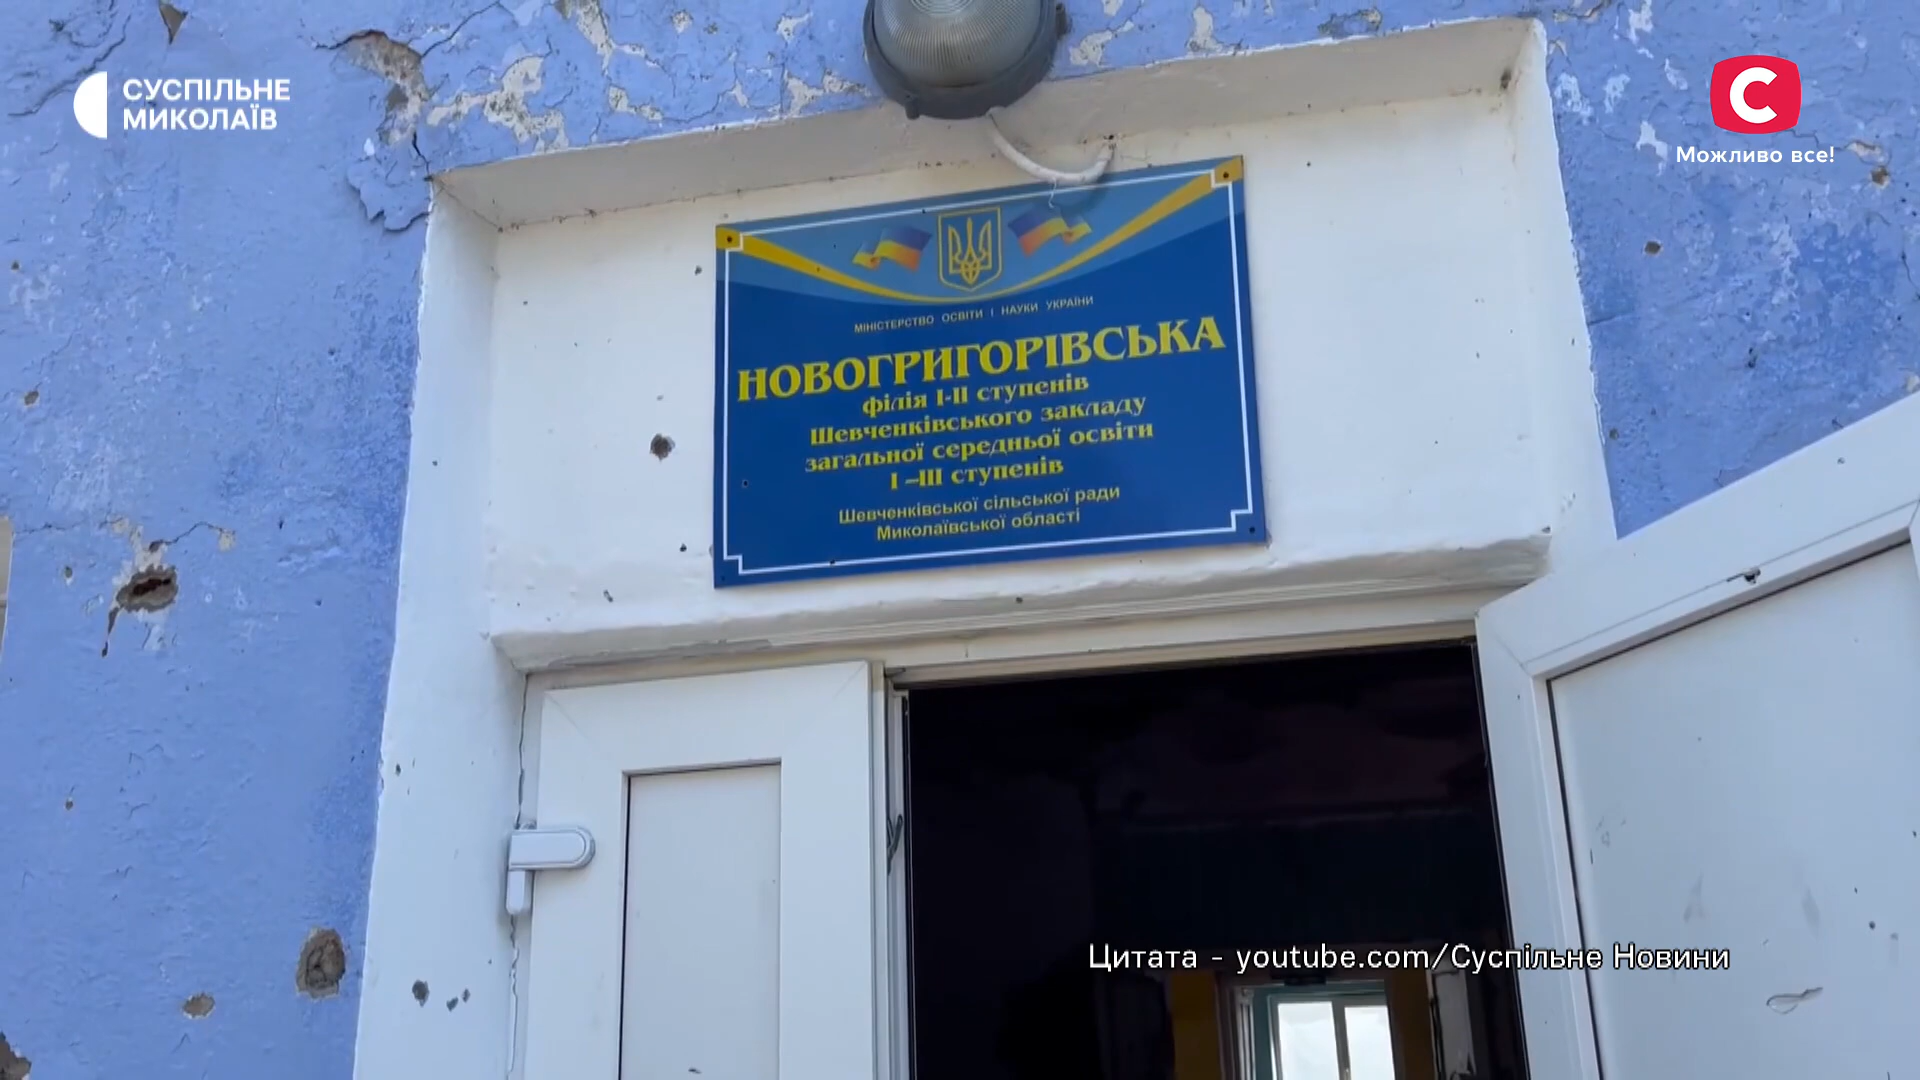 СУСПІЛЬНЕ
МИКОЛАЇВ
Можливо все!
МІНІСТЕРСТВО ОСВІТИ І НАУКИ УКРАЇНИ
НОВОГРИГОРІВСЬКА
філія І-ІІ ступенів
Шевченківського закладу
загальної середньої освіти
І –ІІІ ступенів
Шевченківської сільської ради
Миколаївської області
Цитата - youtube.com/Суспільне Новини